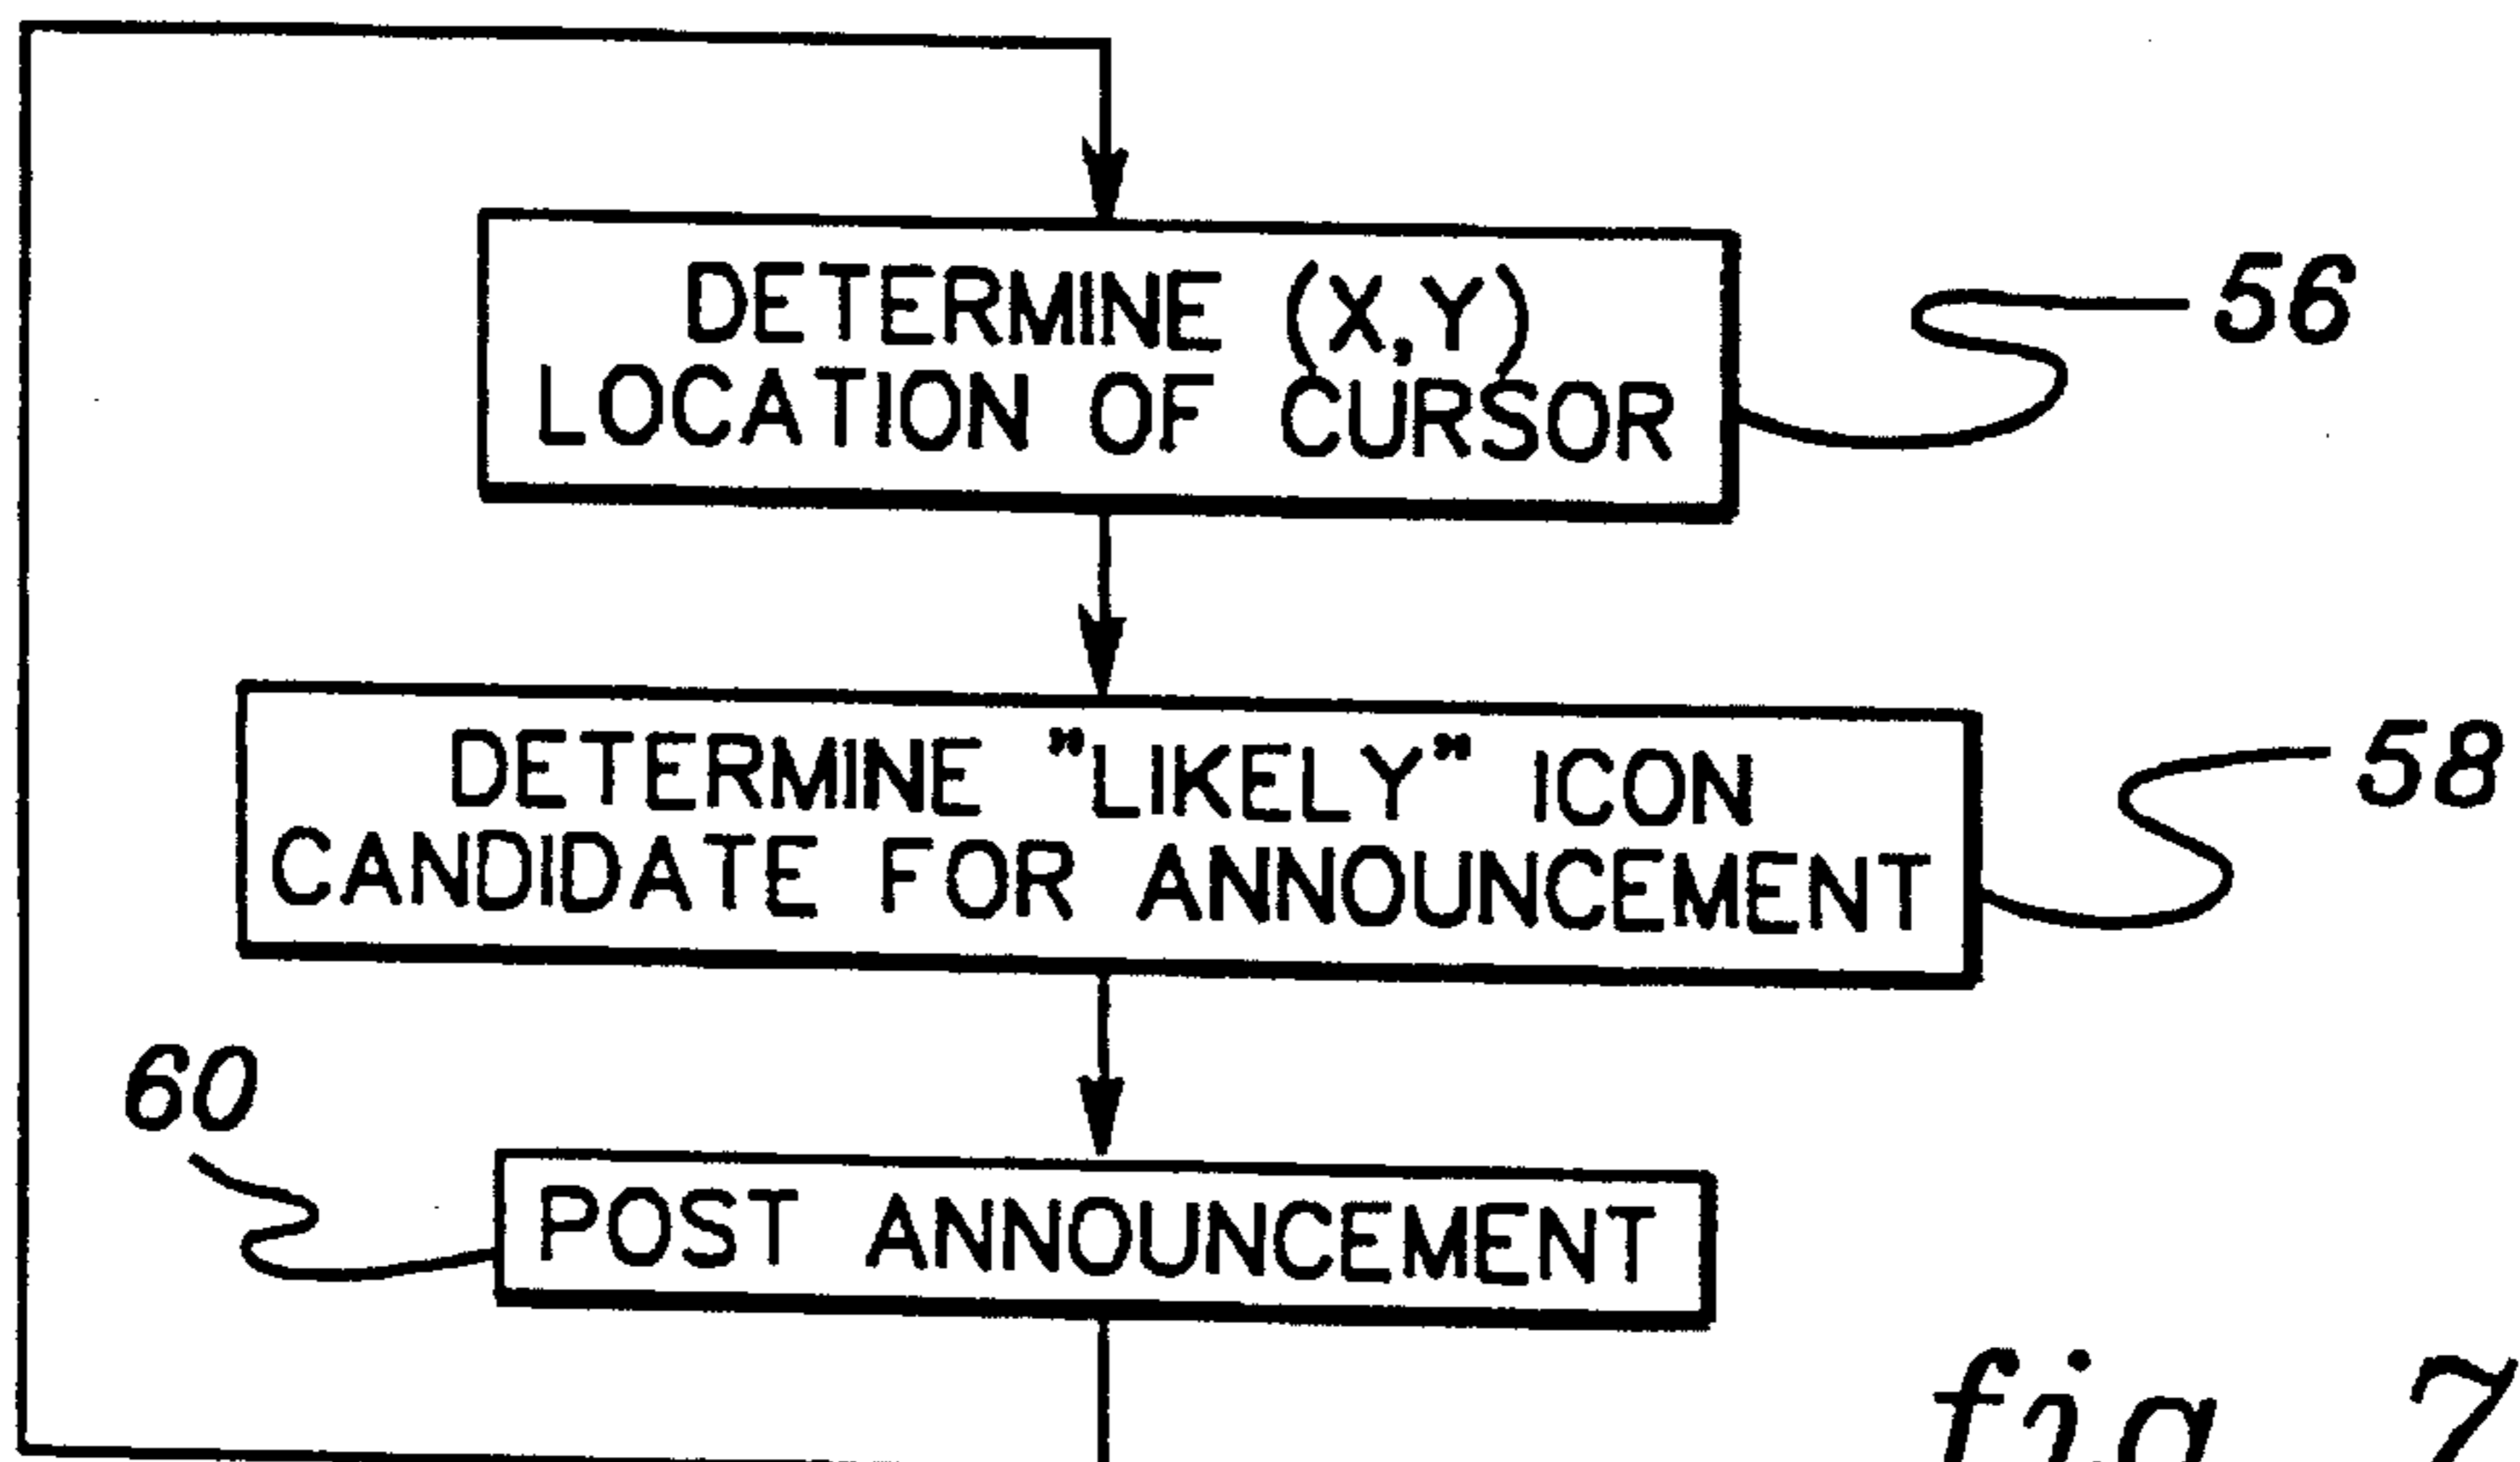 DETERMINE (X,Y)
LOCATION OF CURSOR
56
DETERMINE "LIKELY" ICON
CANDIDATE FOR ANNOUNCEMENT
58
60
POST ANNOUNCEMENT
fig. 7